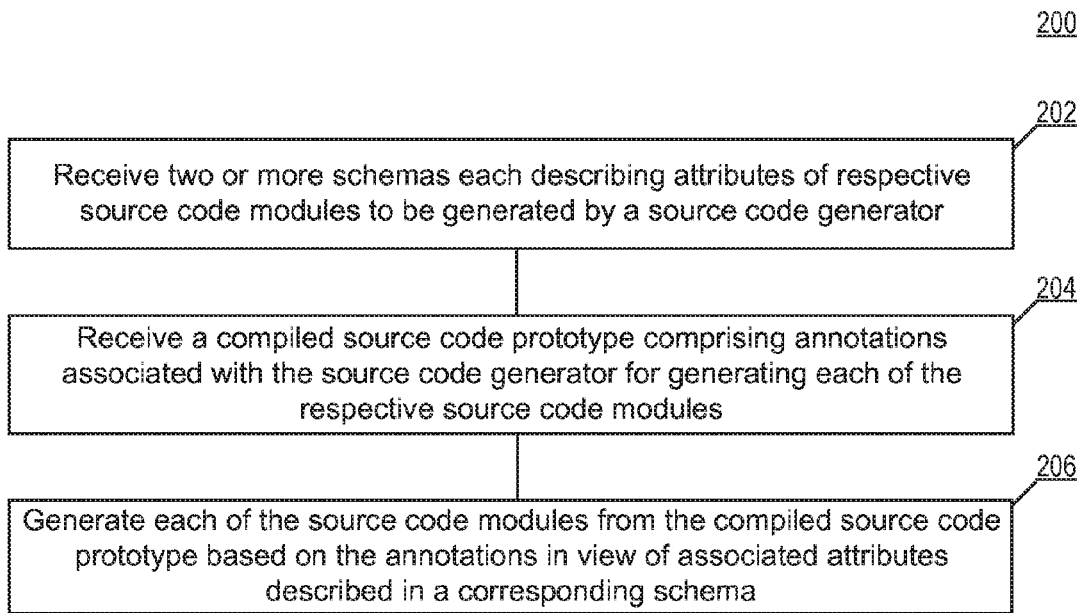 200
202
Receive two or more schemas each describing attributes of respective
source code modules to be generated by a source code generator
204
Receive a compiled source code prototype comprising annotations
associated with the source code generator for generating each of the
respective source code modules
206
Generate each of the source code modules from the compiled source code
prototype based on the annotations in view of associated attributes
described in a corresponding schema